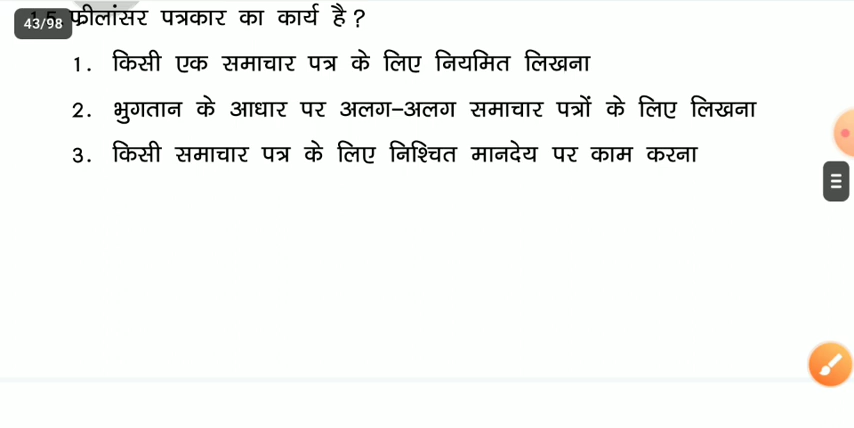 43/98
फ्रीलांसर पत्रकार का कार्य है ?
1. किसी एक समाचार पत्र के लिए नियमित लिखना
2. भुगतान के आधार पर अलग-अलग समाचार पत्रों के लिए लिखना
3. किसी समाचार पत्र के लिए निश्चित मानदेय पर काम करना